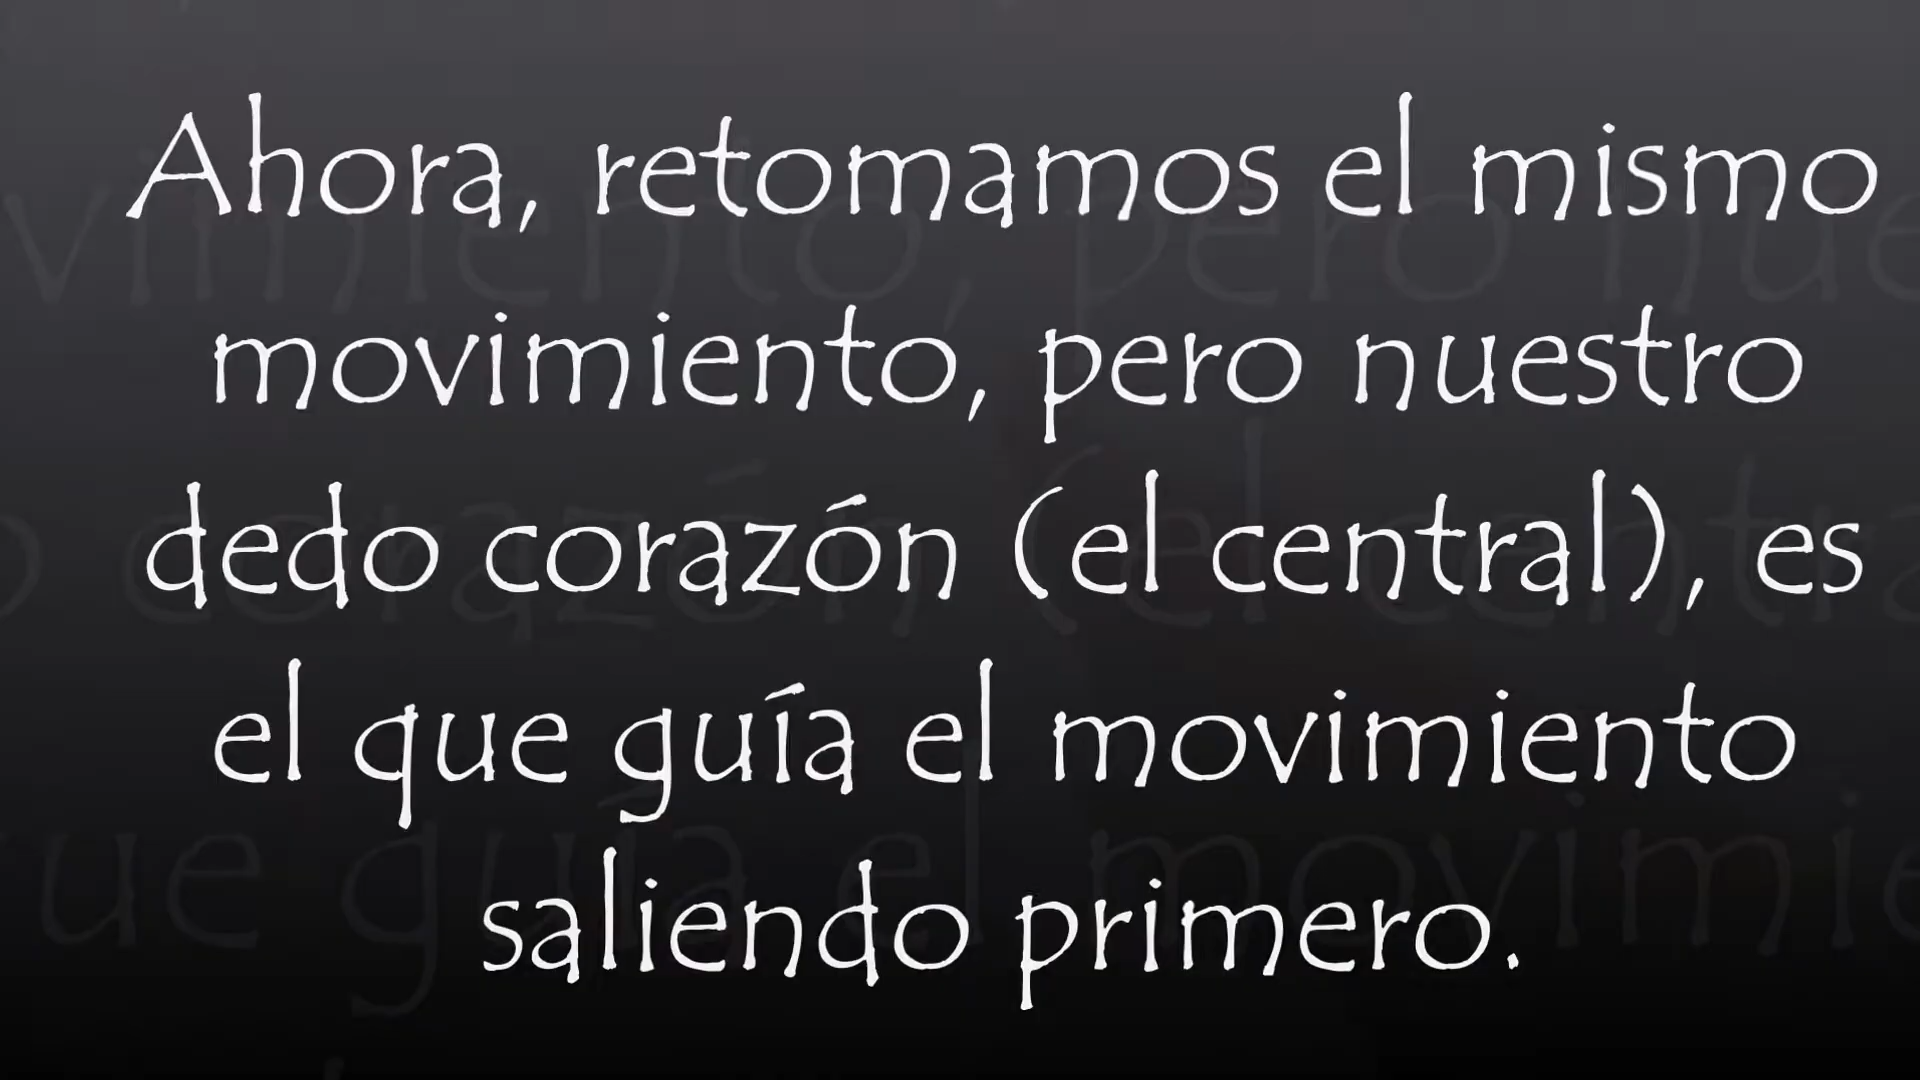 Ahora, retomamos el mismo
movimiento, pero nuestro
dedo corazón (el central), es
el que guía el movimiento
saliendo primero.